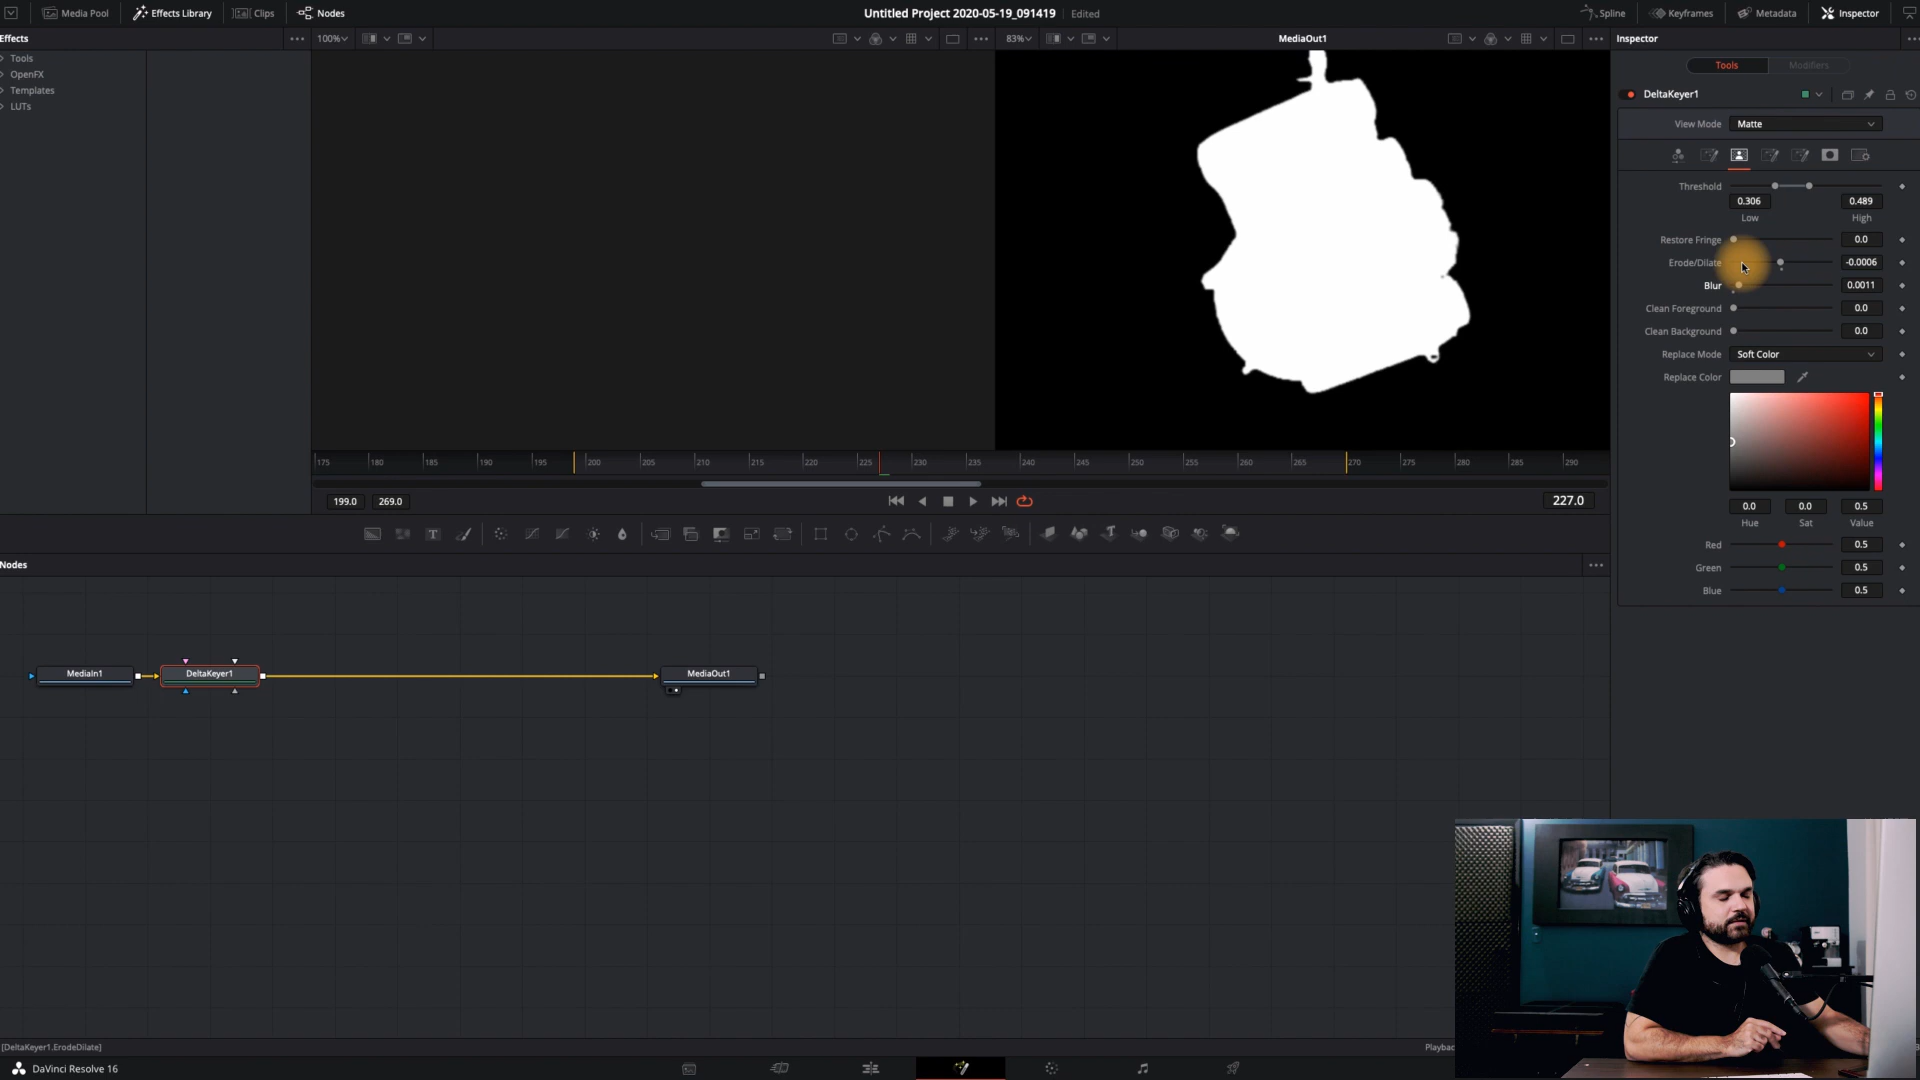 Media Pool
Effects Library
Clips
Nodes
Untitled Project 2020-05-19_091419
Edited
Spline
Keyframes
Metadata
Inspector
Effects
100%
83%
MediaOut1
Inspector
Tools
OpenFX
Templates
LUTs
Tools
Modifiers
DeltaKeyer1
View Mode
Matte
Threshold
0.306
0.489
Low
High
Restore Fringe
0.0
Erode/Dilate
-0.0006
Blur
0.0011
Clean Foreground
0.0
Clean Background
0.0
Replace Mode
Soft Color
Replace Color
0.0
0.0
0.5
Hue
Sat
Value
Red
0.5
Green
0.5
Blue
0.5
175 180 185 190 195 200 205 210 215 220 225 230 235 240 245 250 255 260 265 270 275 280 285 290
199.0
269.0
227.0
Nodes
MediaIn1
DeltaKeyer1
MediaOut1
[DeltaKeyer1.ErodeDilate]
DaVinci Resolve 16